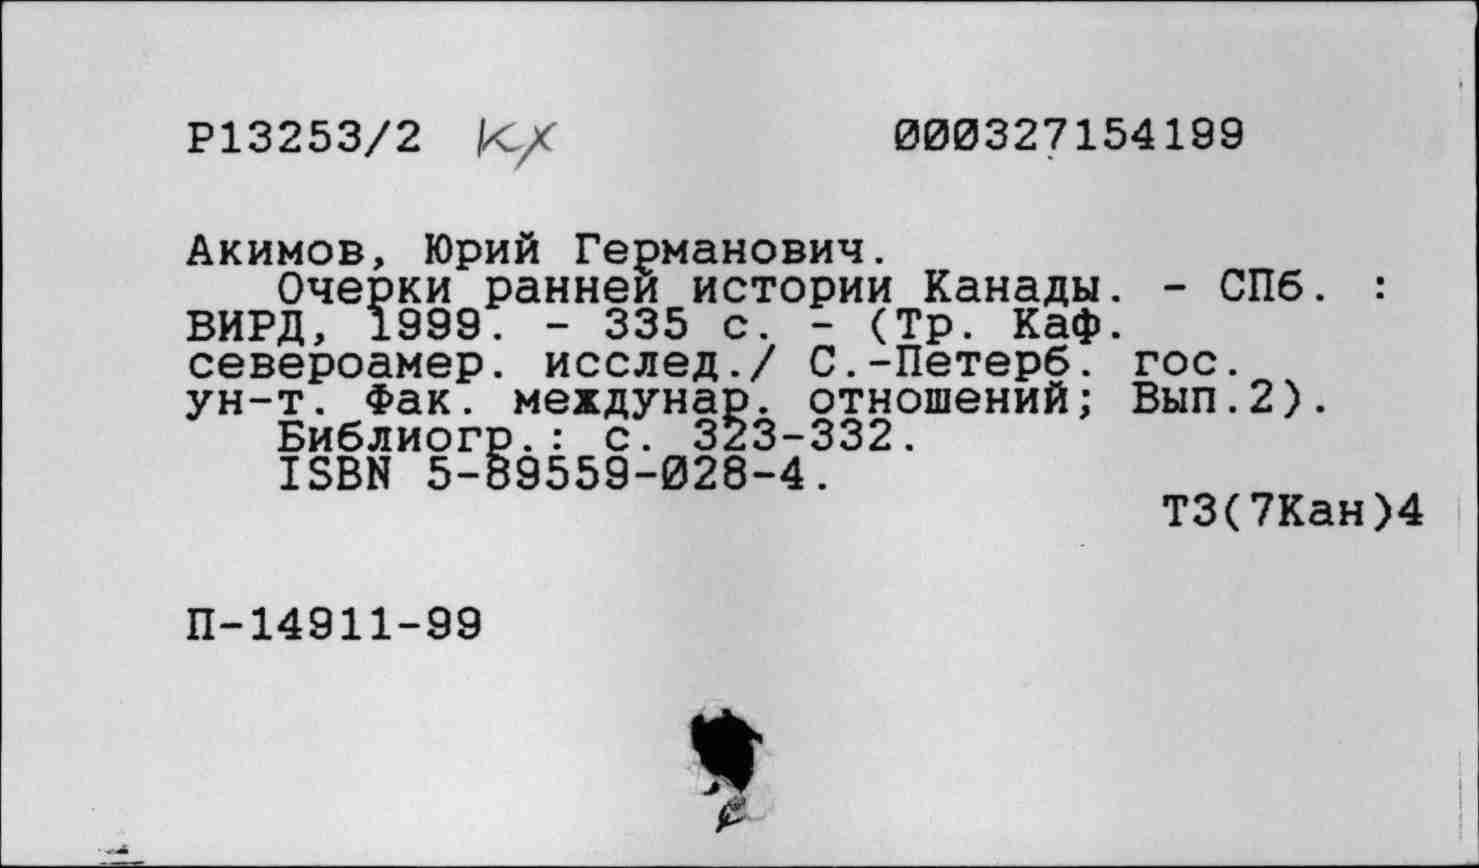 Р13253/2 кх 000327154199
Акимов, Юрий Германович.
Очерки ранней истории Канады. - СПб. :
ВИРД, 1999. - 335 с. - (Тр. Каф.
североамер. исслед./ С.-Петерб. гос.
ун-т. Фак. междунар. отношений; Вып.2).
Библиогр.: с. 323-332.
ISBN 5-89559-028-4.
Т3(7Кан)4
П-14911-99